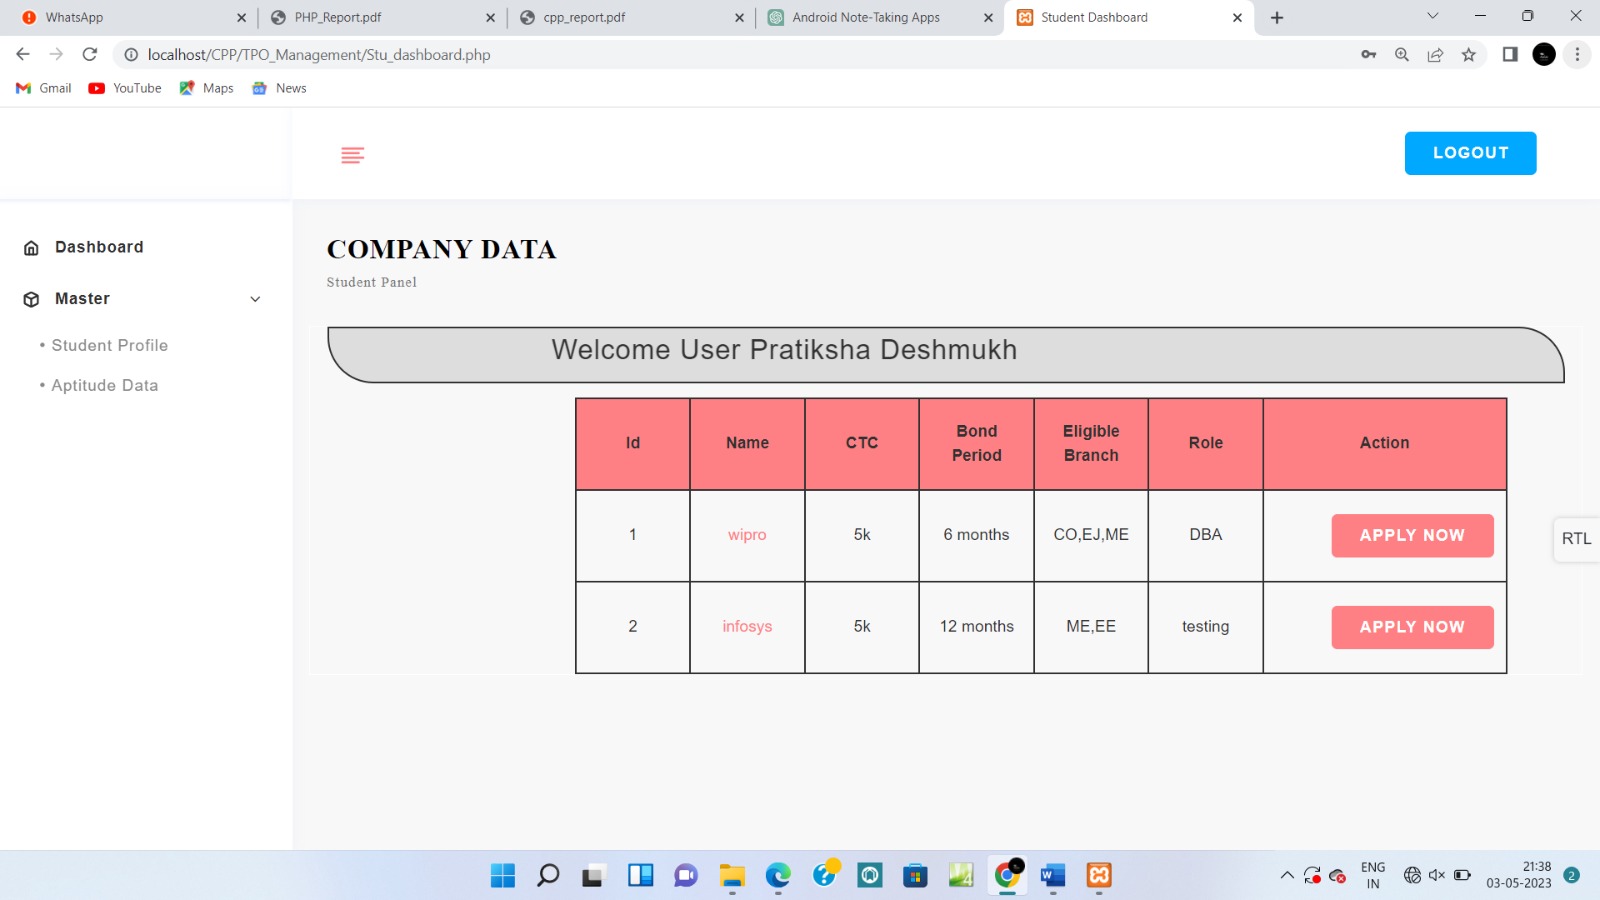 WhatsApp
PHP_Report.pdf
cpp_report.pdf
Android Note-Taking Apps
Student Dashboard
localhost/CPP/TPO_Management/Stu_dashboard.php
Gmail
YouTube
Maps
News
LOGOUT
Dashboard
Master
• Student Profile
• Aptitude Data
COMPANY DATA
Student Panel
Welcome User Pratiksha Deshmukh
Id Name CTC Bond Period Eligible Branch Role Action
1 wipro 5k 6 months CO,EJ,ME DBA APPLY NOW
2 infosys 5k 12 months ME,EE testing APPLY NOW
RTL
ENG
IN
21:38
03-05-2023
2